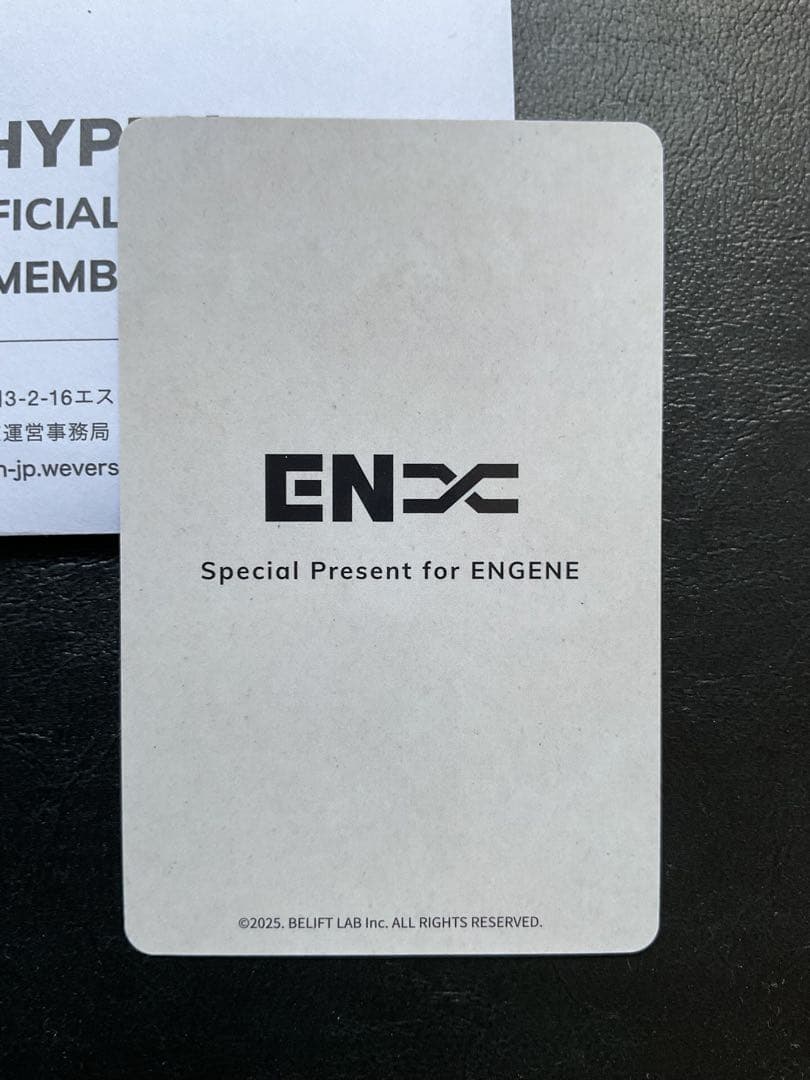 HYP
FICIAL
MEMB
3-2-16エス
運営事務局
n-jp.wevers
EN
Special Present for ENGENE
©2025. BELIFT LAB Inc. ALL RIGHTS RESERVED.